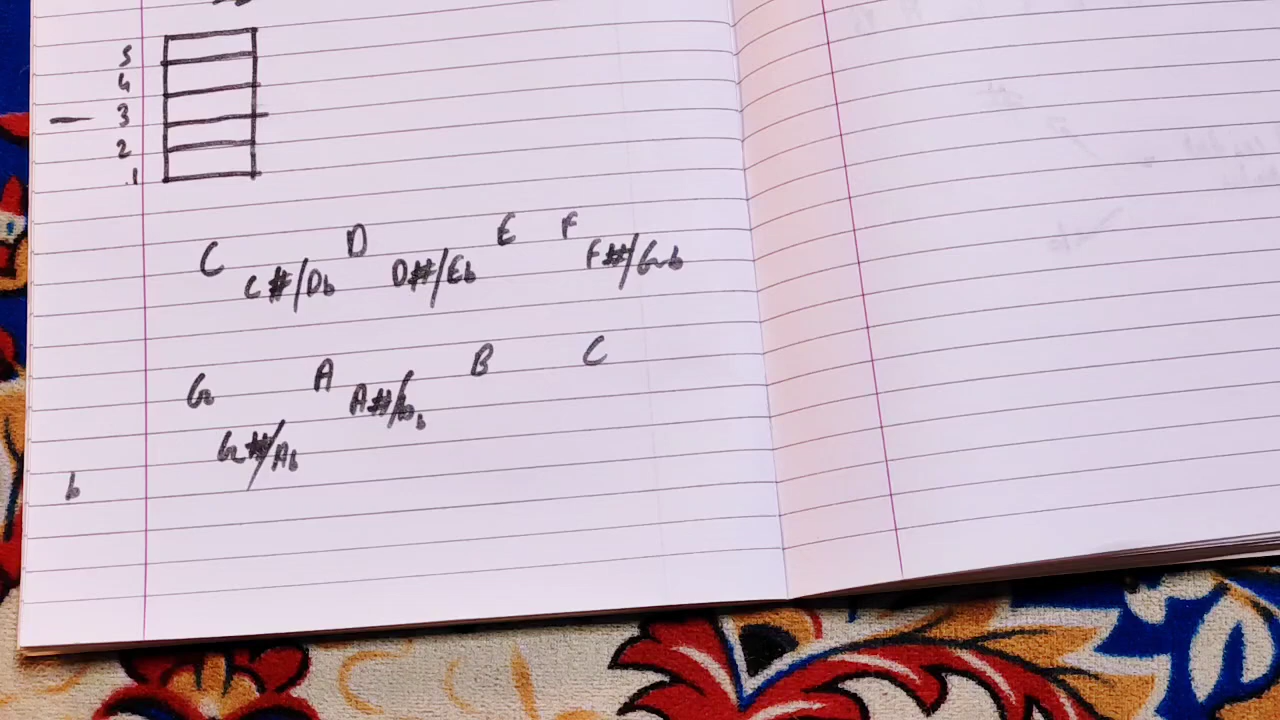 5
4
— 3
2
1
C D E F
C#/Db D#/Eb F#/Gb
G A B C
A#/Bb
G#/Ab
b